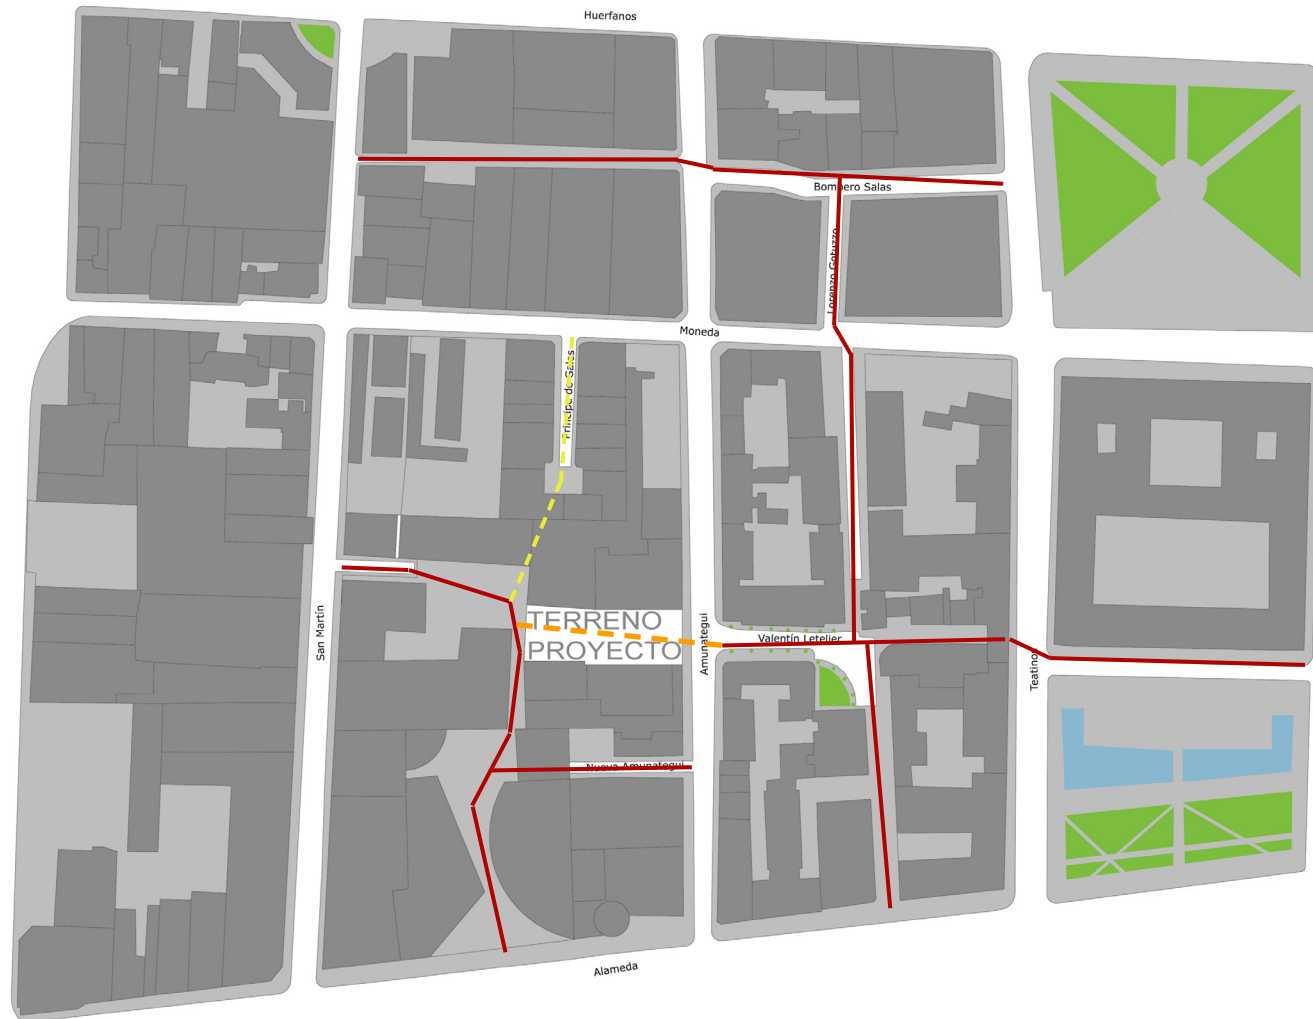 Huerfanos
Bombero Salas
Lorenzo Gotuzzo
Moneda
Principe de Gales
San Martín
TERRENO
PROYECTO
Amunategui
Valentín Letelier
Teatinos
Nueva Amunategui
Alameda